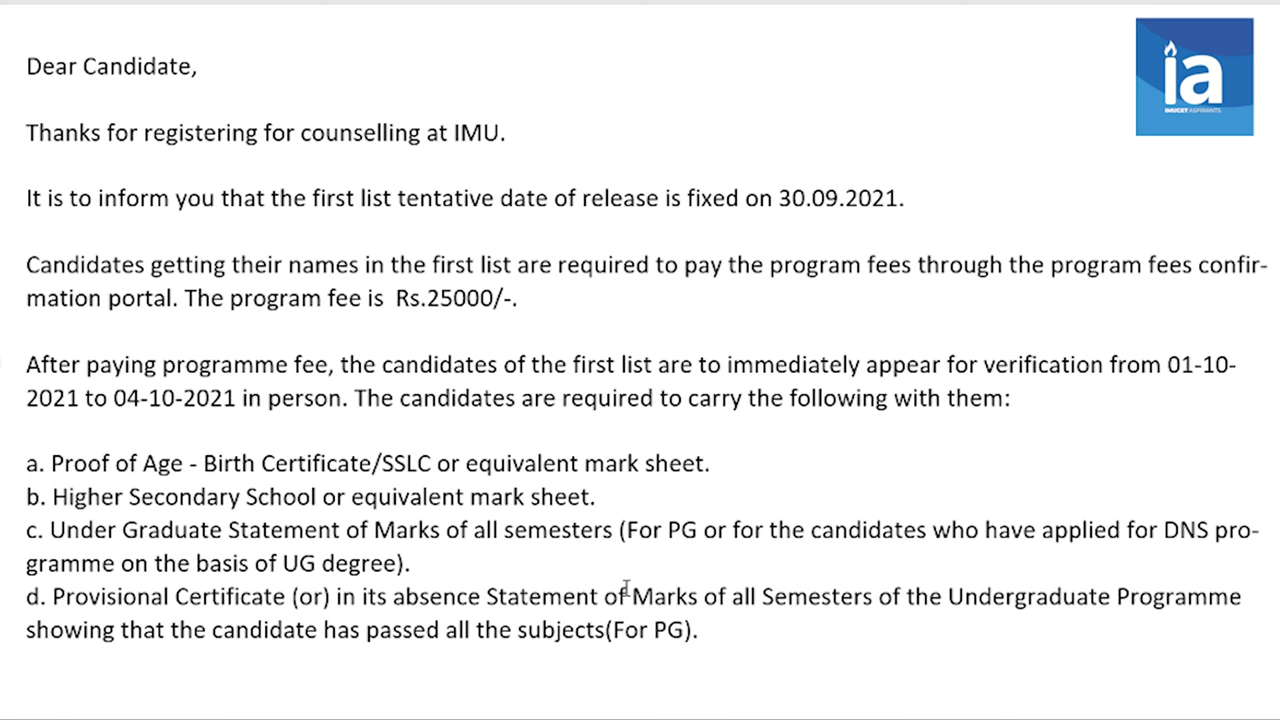 Dear Candidate,
ia
IMUCET ASPIRANTS
Thanks for registering for counselling at IMU.
It is to inform you that the first list tentative date of release is fixed on 30.09.2021.
Candidates getting their names in the first list are required to pay the program fees through the program fees confir-
mation portal. The program fee is  Rs.25000/-.
After paying programme fee, the candidates of the first list are to immediately appear for verification from 01-10-
2021 to 04-10-2021 in person. The candidates are required to carry the following with them:
a. Proof of Age - Birth Certificate/SSLC or equivalent mark sheet.
b. Higher Secondary School or equivalent mark sheet.
c. Under Graduate Statement of Marks of all semesters (For PG or for the candidates who have applied for DNS pro-
gramme on the basis of UG degree).
d. Provisional Certificate (or) in its absence Statement of Marks of all Semesters of the Undergraduate Programme
showing that the candidate has passed all the subjects(For PG).